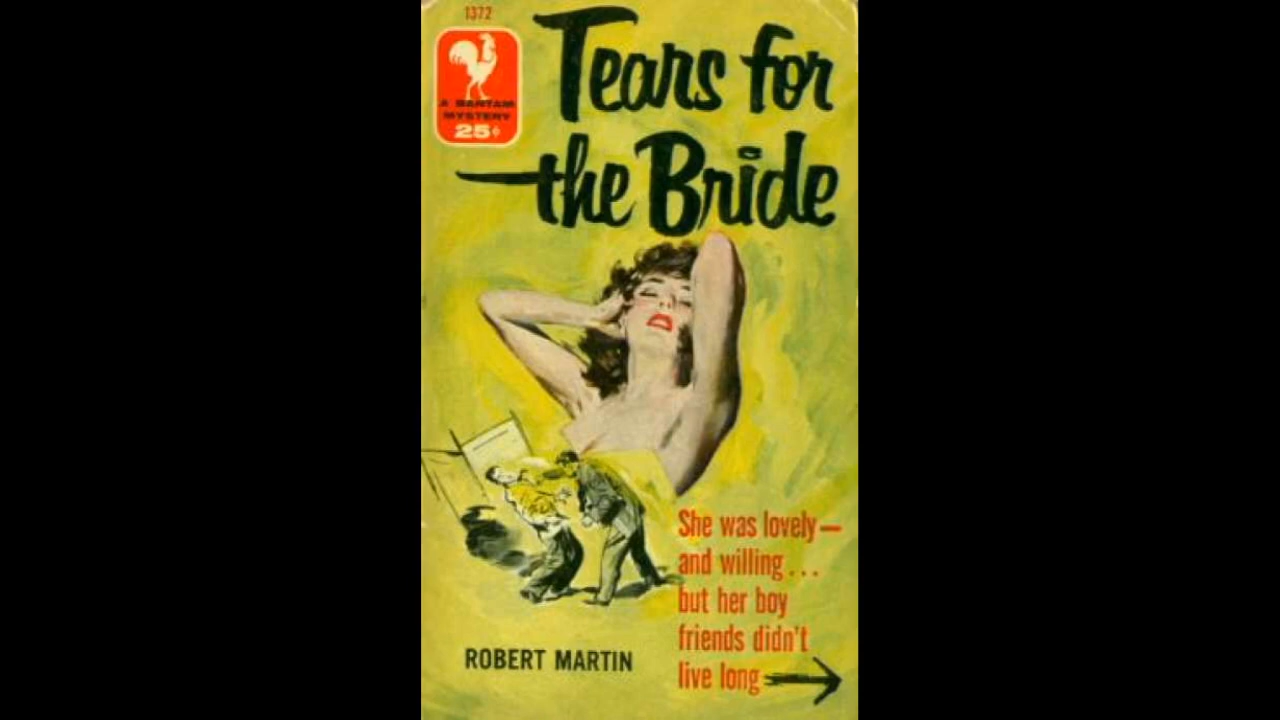 1372
Tears for
the Bride
A BANTAM
MYSTERY
25¢
She was lovely—
and willing...
but her boy
friends didn't
live long
ROBERT MARTIN